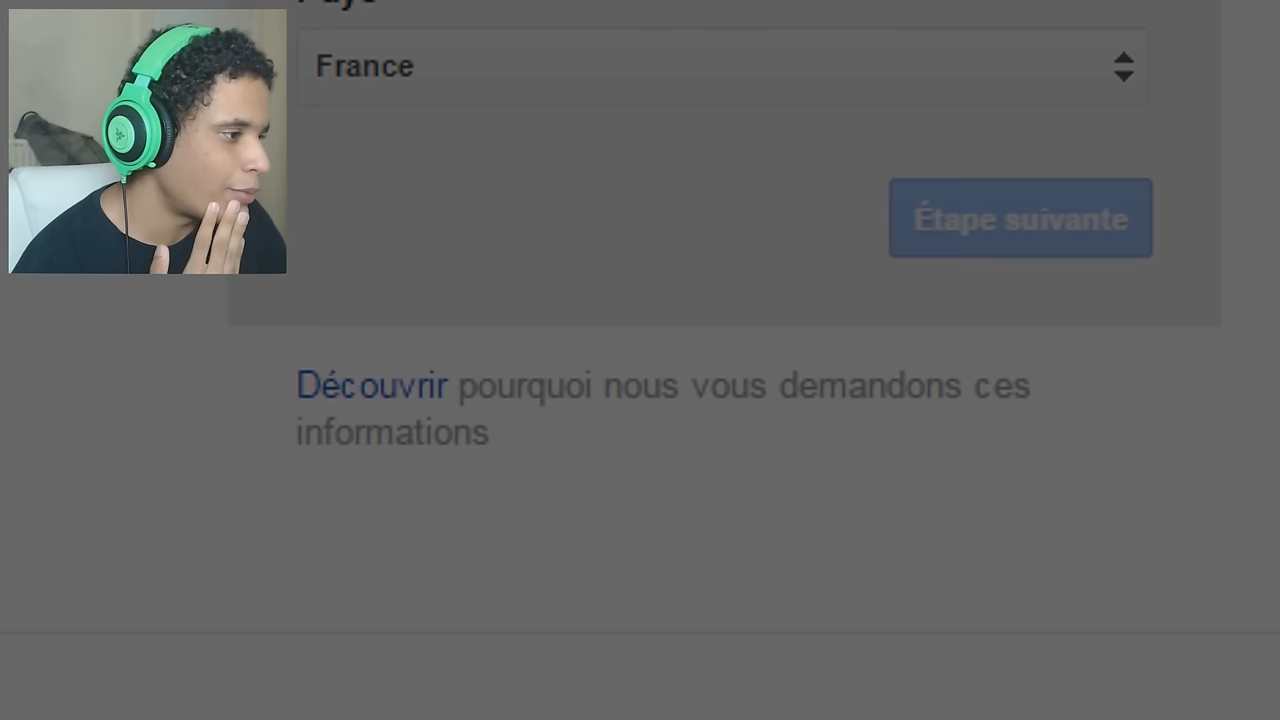 France
Étape suivante
Découvrir pourquoi nous vous demandons ces
informations